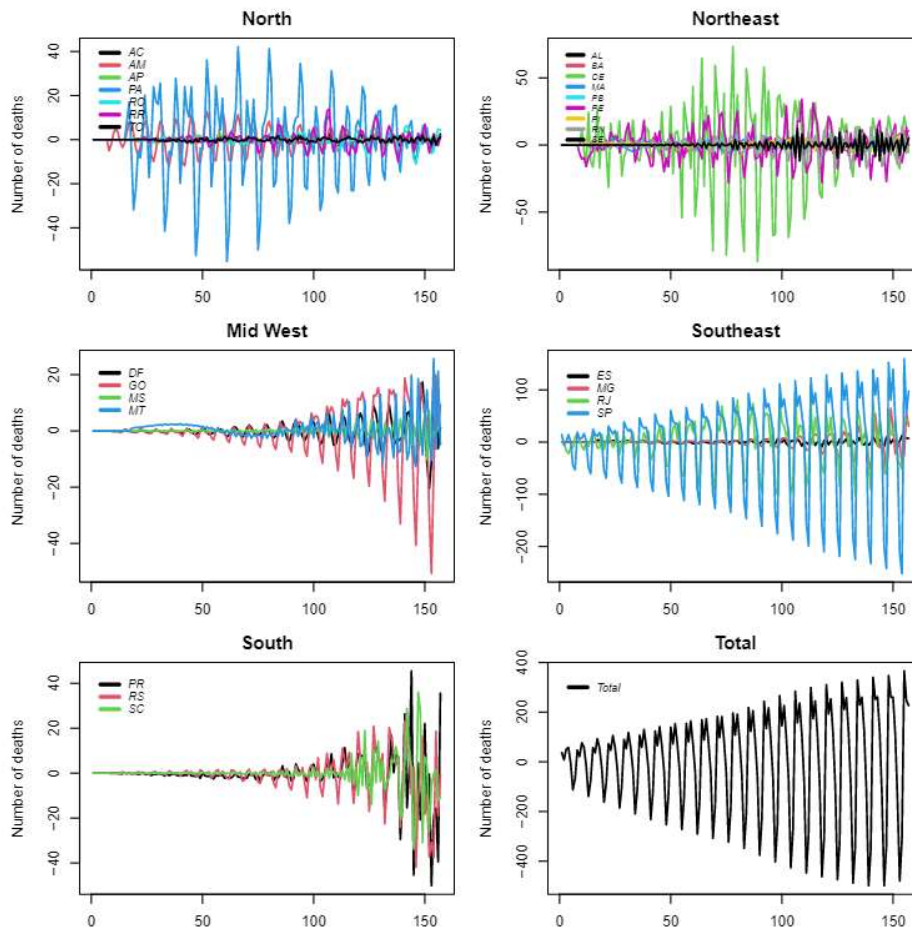 North
Number of deaths
40
20
0
−20
−40
AC
AM
AP
PA
RO
RR
TO
0 50 100 150
Northeast
Number of deaths
50
0
−50
AL
BA
CE
MA
PB
PE
PI
RN
SE
0 50 100 150
Mid West
Number of deaths
20
0
−20
−40
DF
GO
MS
MT
0 50 100 150
Southeast
Number of deaths
100
0
−100
−200
ES
MG
RJ
SP
0 50 100 150
South
Number of deaths
40
20
0
−20
−40
PR
RS
SC
0 50 100 150
Total
Number of deaths
400
200
0
−200
−400
Total
0 50 100 150